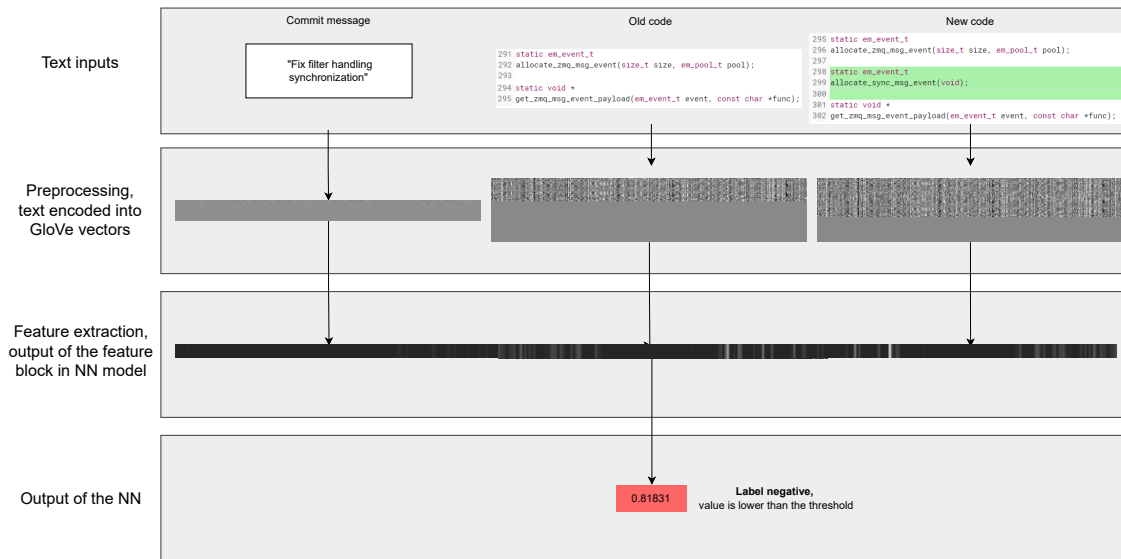 Commit message
Old code
New code
Text inputs
"Fix filter handling
synchronization"
291 static em_event_t
292 allocate_zmq_msg_event(size_t size, em_pool_t pool);
293
294 static void *
295 get_zmq_msg_event_payload(em_event_t event, const char *func);
295 static em_event_t
296 allocate_zmq_msg_event(size_t size, em_pool_t pool);
297
298 static em_event_t
299 allocate_sync_msg_event(void);
300
301 static void *
302 get_zmq_msg_event_payload(em_event_t event, const char *func);
Preprocessing,
text encoded into
GloVe vectors
Feature extraction,
output of the feature
block in NN model
Output of the NN
0.81831
Label negative,
value is lower than the threshold